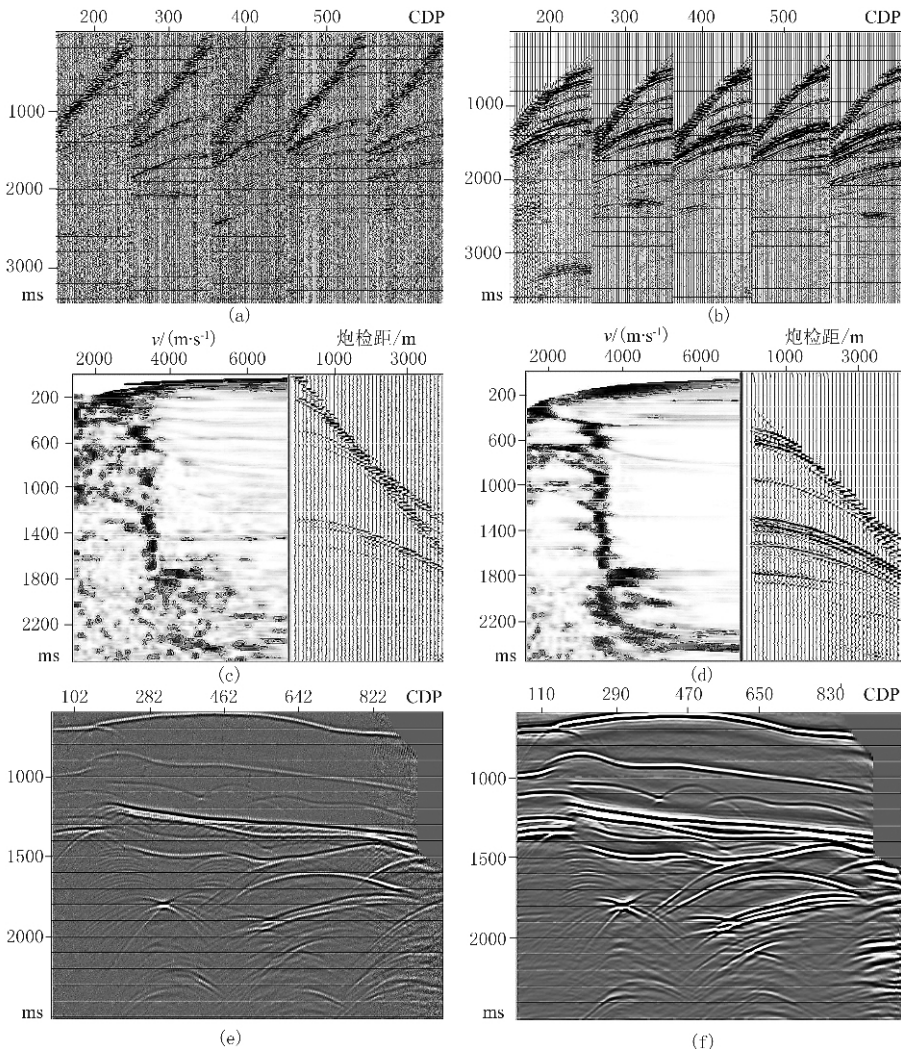 200 300 400 500 CDP
1000
2000
3000
ms
(a)
200 300 400 500 CDP
1000
2000
3000
ms
(b)
v/(m·s⁻¹) 炮检距/m
2000 4000 6000 1000 3000
200
600
1000
1400
1800
2200
ms
(c)
v/(m·s⁻¹) 炮检距/m
2000 4000 6000 1000 3000
200
600
1000
1400
1800
2200
ms
(d)
102 282 462 642 822 CDP
1000
1500
2000
ms
(e)
110 290 470 650 830 CDP
1000
1500
2000
ms
(f)